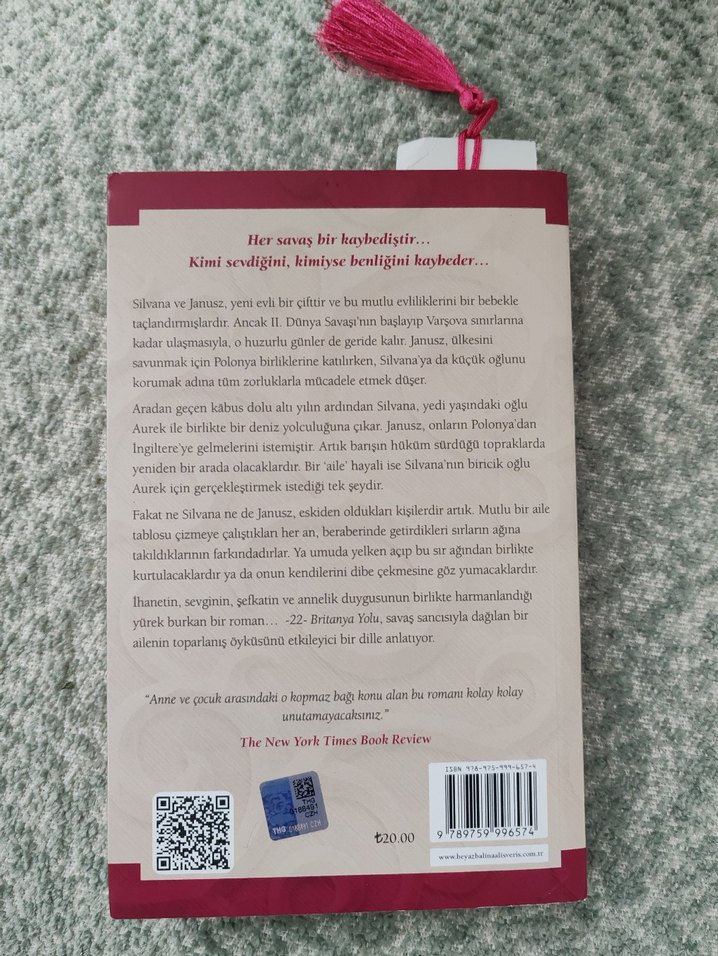 Her savaş bir kaybediştir…
Kimi sevdiğini, kimiyse benliğini kaybeder…
Silvana ve Janusz, yeni evli bir çifttir ve bu mutlu evliliklerini bir bebekle
taçlandırmışlardır. Ancak II. Dünya Savaşı'nın başlayıp Varşova sınırlarına
kadar ulaşmasıyla, o huzurlu günler de geride kalır. Janusz, ülkesini
savunmak için Polonya birliklerine katılırken, Silvana'ya da küçük oğlunu
korumak adına tüm zorluklarla mücadele etmek düşer.
Aradan geçen kâbus dolu altı yılın ardından Silvana, yedi yaşındaki oğlu
Aurek ile birlikte bir deniz yolculuğuna çıkar. Janusz, onların Polonya'dan
İngiltere'ye gelmelerini istemiştir. Artık barışın hüküm sürdüğü topraklarda
yeniden bir arada olacaklardır. Bir 'aile' hayali ise Silvana'nın biricik oğlu
Aurek için gerçekleştirmek istediği tek şeydir.
Fakat ne Silvana ne de Janusz, eskiden oldukları kişilerdir artık. Mutlu bir aile
tablosu çizmeye çalıştıkları her an, beraberinde getirdikleri sırların ağına
takıldıklarının farkındadırlar. Ya umuda yelken açıp bu sır ağından birlikte
kurtulacaklardır ya da onun kendilerini dibe çekmesine göz yumacaklardır.
İhanetin, sevginin, şefkatin ve annelik duygusunun birlikte harmanlandığı
yürek burkan bir roman… -22- Britanya Yolu, savaş sancısıyla dağılan bir
ailenin toparlanış öyküsünü etkileyici bir dille anlatıyor.
"Anne ve çocuk arasındaki o kopmaz bağı konu alan bu romanı kolay kolay
unutamayacaksınız."
The New York Times Book Review
ISBN 978-975-999-657-4
9 789759 996574
THG
0188491
CZH
THG 0188491 CZH
₺20.00
www.beyazbalinaalisveris.com.tr